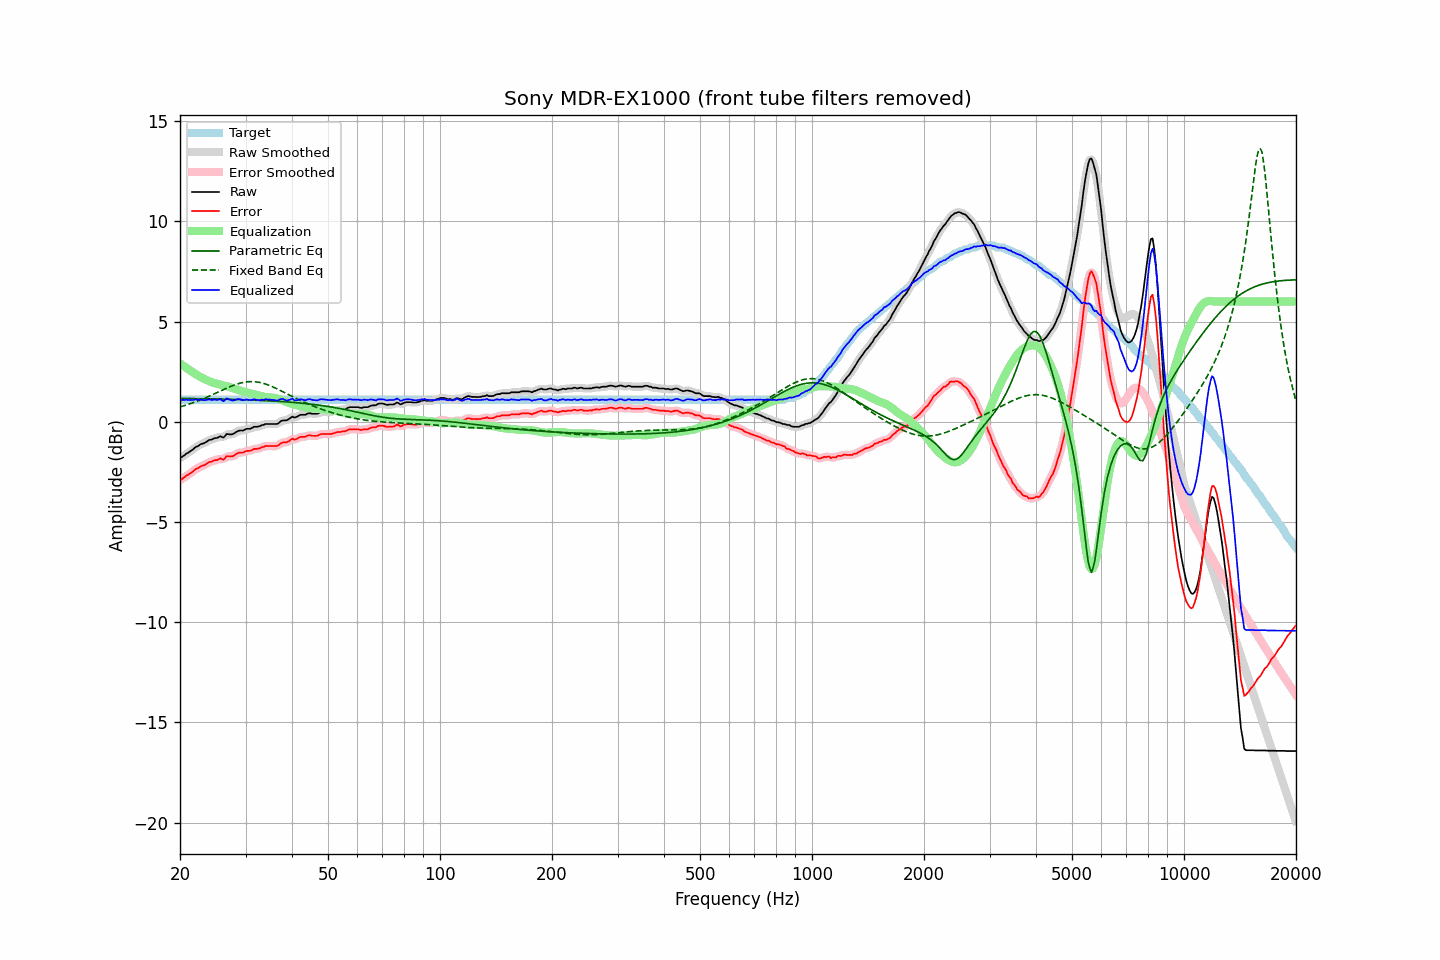 Sony MDR-EX1000 (front tube filters removed)
Target
Raw Smoothed
Error Smoothed
Raw
Error
Equalization
Parametric Eq
Fixed Band Eq
Equalized
15
10
5
0
−5
−10
−15
−20
Amplitude (dBr)
20 50 100 200 500 1000 2000 5000 10000 20000
Frequency (Hz)